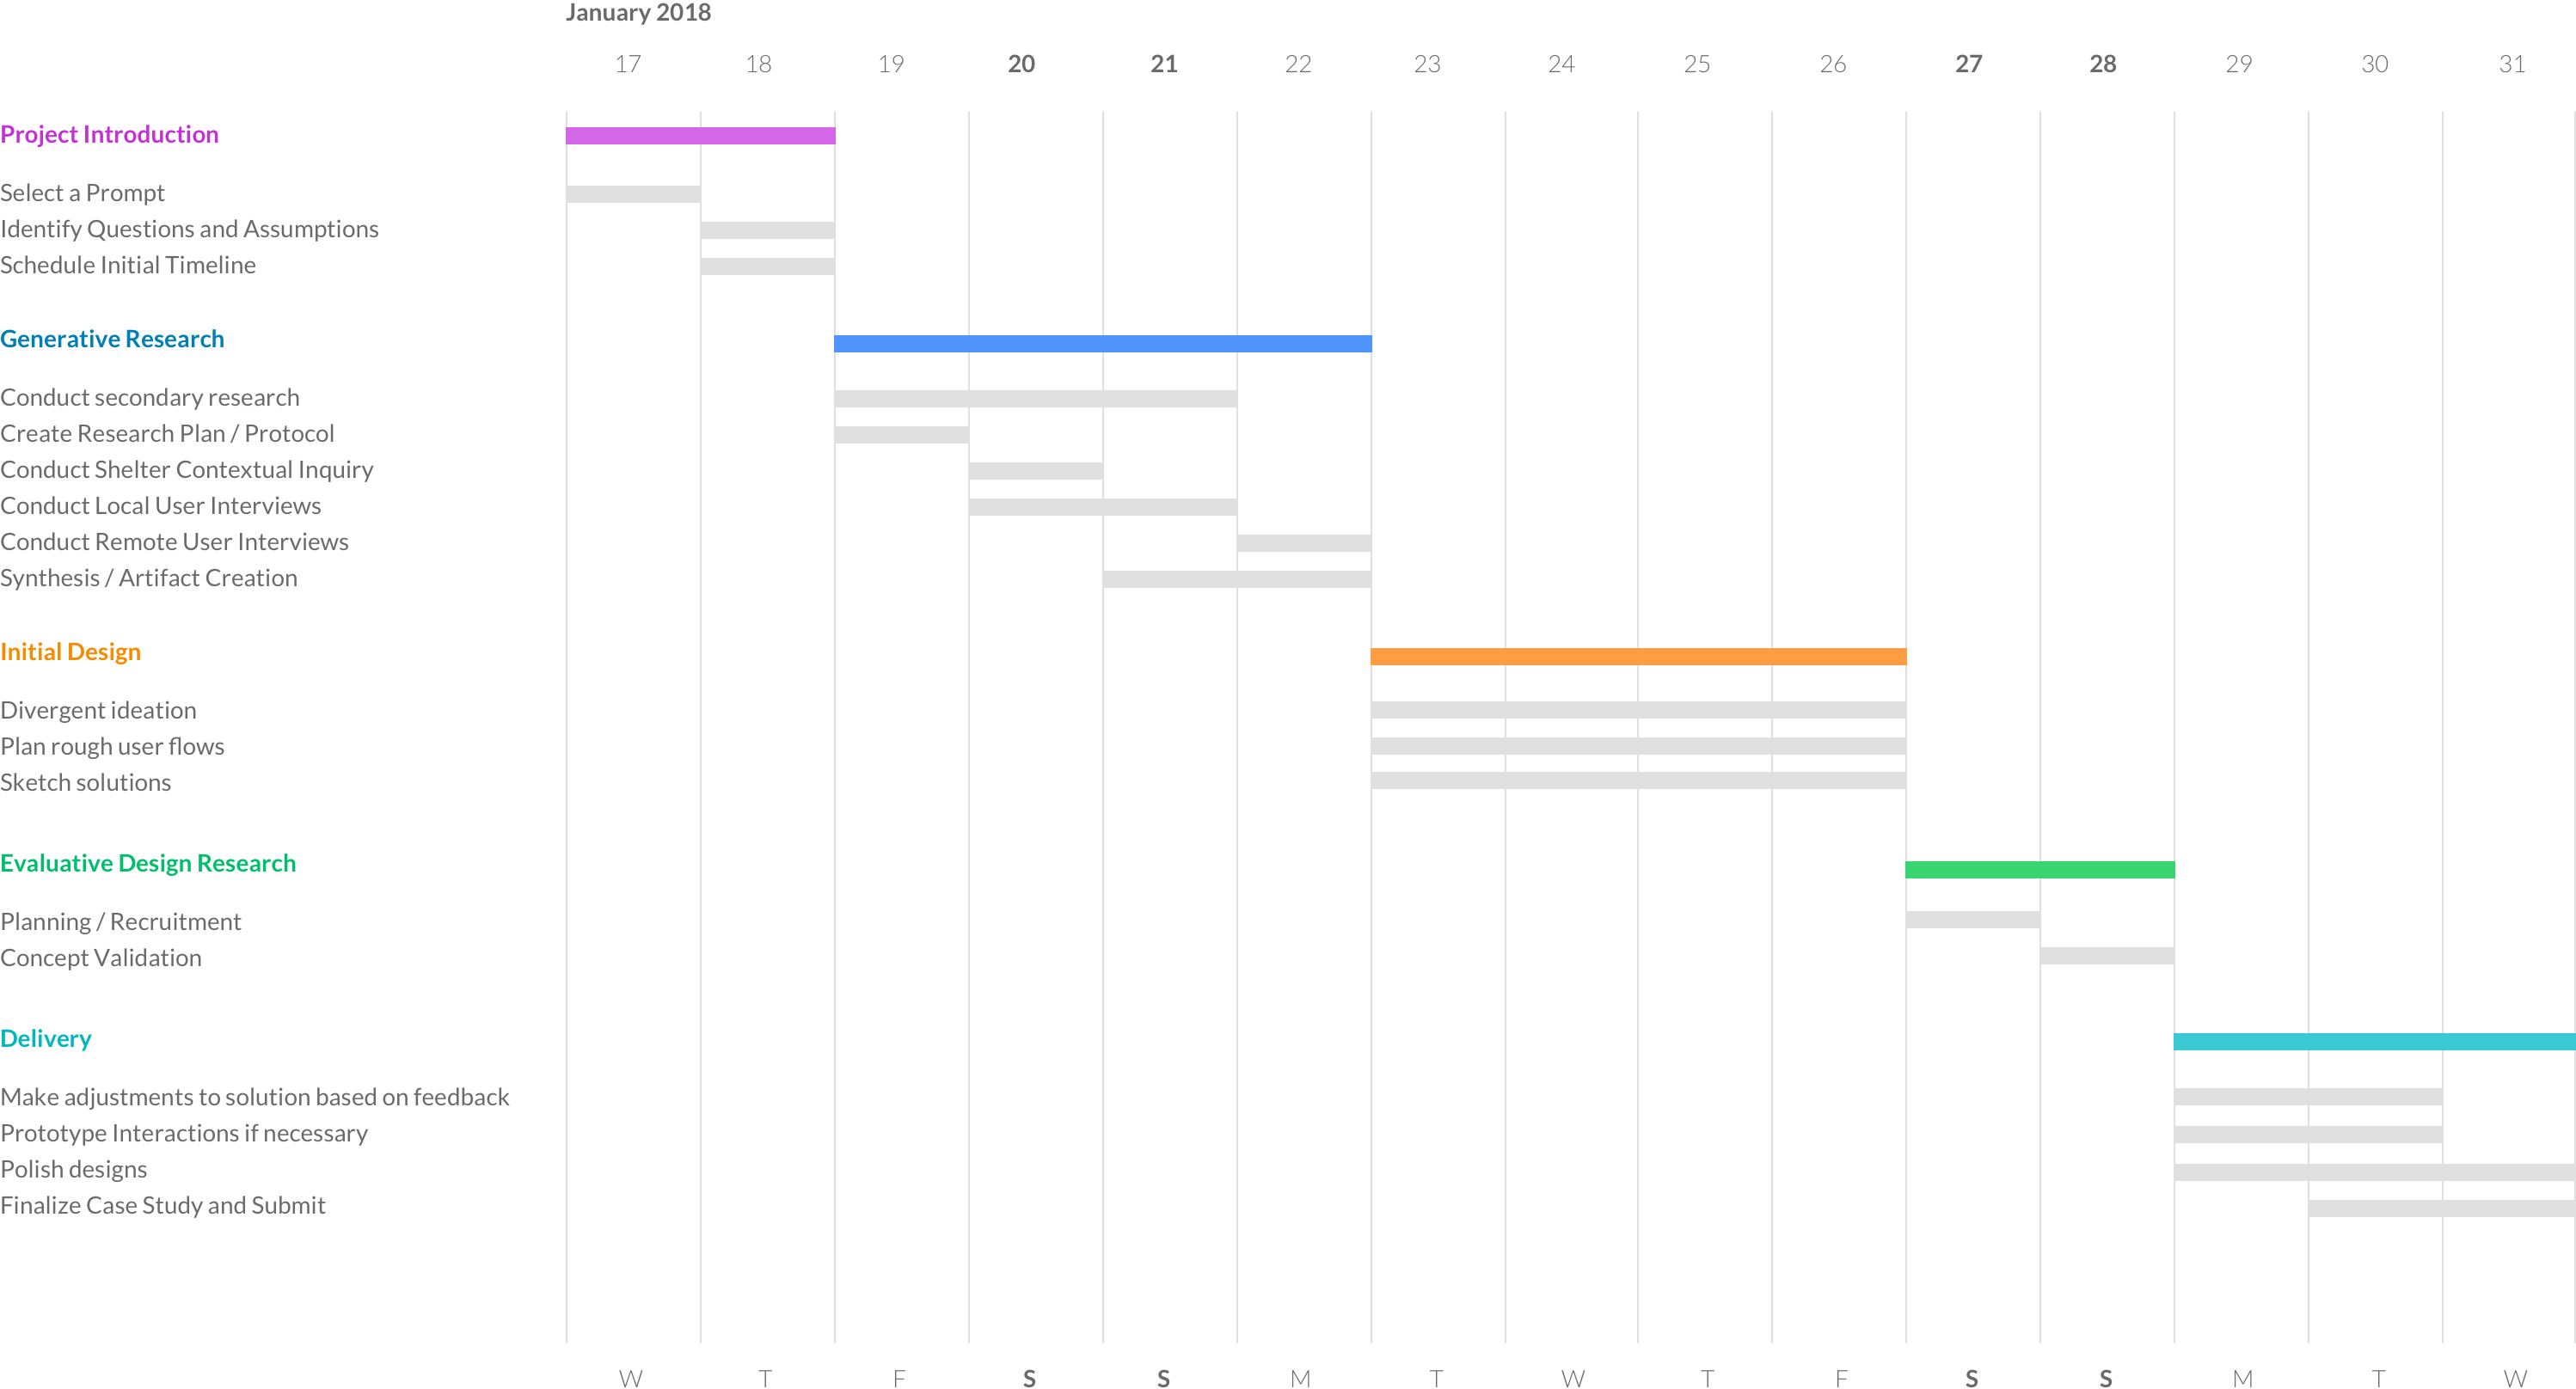 January 2018
17 18 19 20 21 22 23 24 25 26 27 28 29 30 31
Project Introduction
Select a Prompt
Identify Questions and Assumptions
Schedule Initial Timeline
Generative Research
Conduct secondary research
Create Research Plan / Protocol
Conduct Shelter Contextual Inquiry
Conduct Local User Interviews
Conduct Remote User Interviews
Synthesis / Artifact Creation
Initial Design
Divergent ideation
Plan rough user flows
Sketch solutions
Evaluative Design Research
Planning / Recruitment
Concept Validation
Delivery
Make adjustments to solution based on feedback
Prototype Interactions if necessary
Polish designs
Finalize Case Study and Submit
W T F S S M T W T F S S M T W